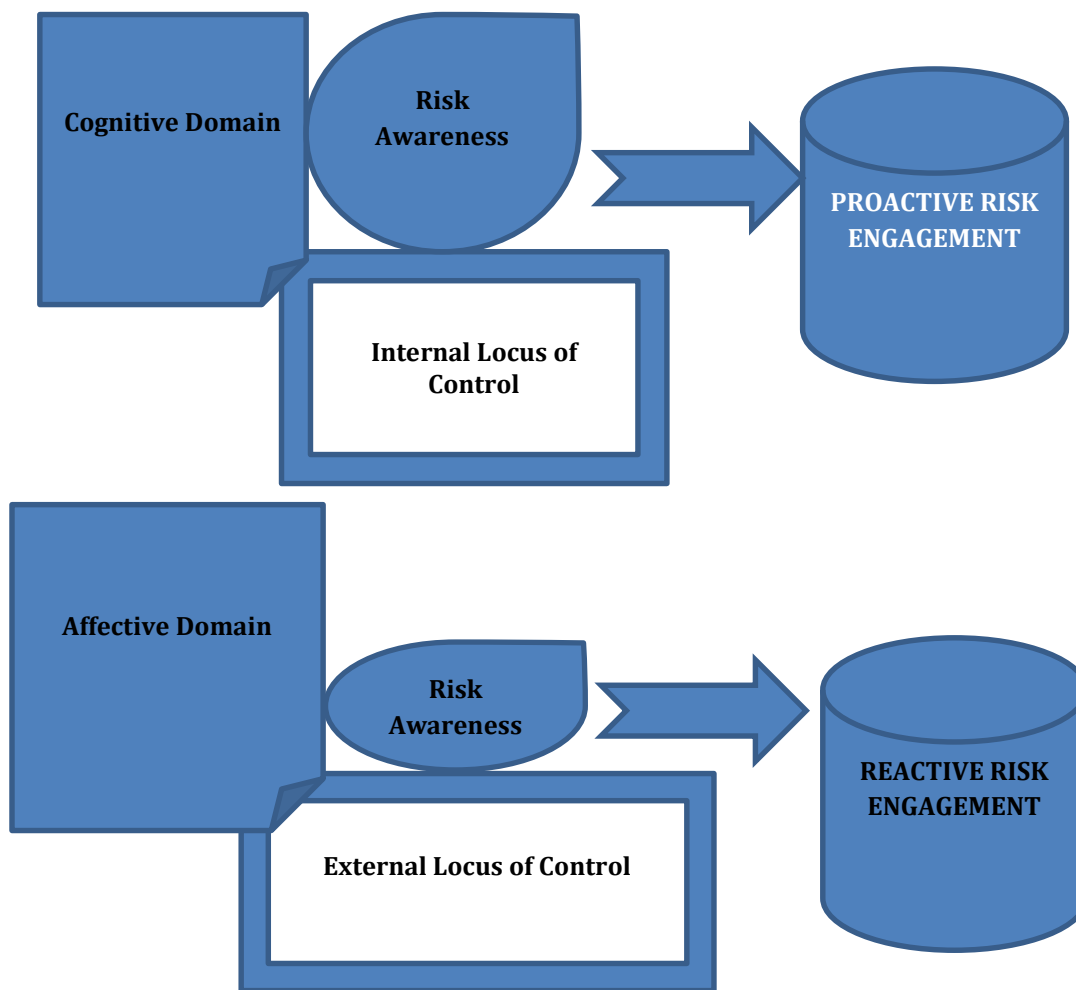 Cognitive Domain
Risk
Awareness
PROACTIVE RISK
ENGAGEMENT
Internal Locus of
Control
Affective Domain
Risk
Awareness
REACTIVE RISK
ENGAGEMENT
External Locus of Control